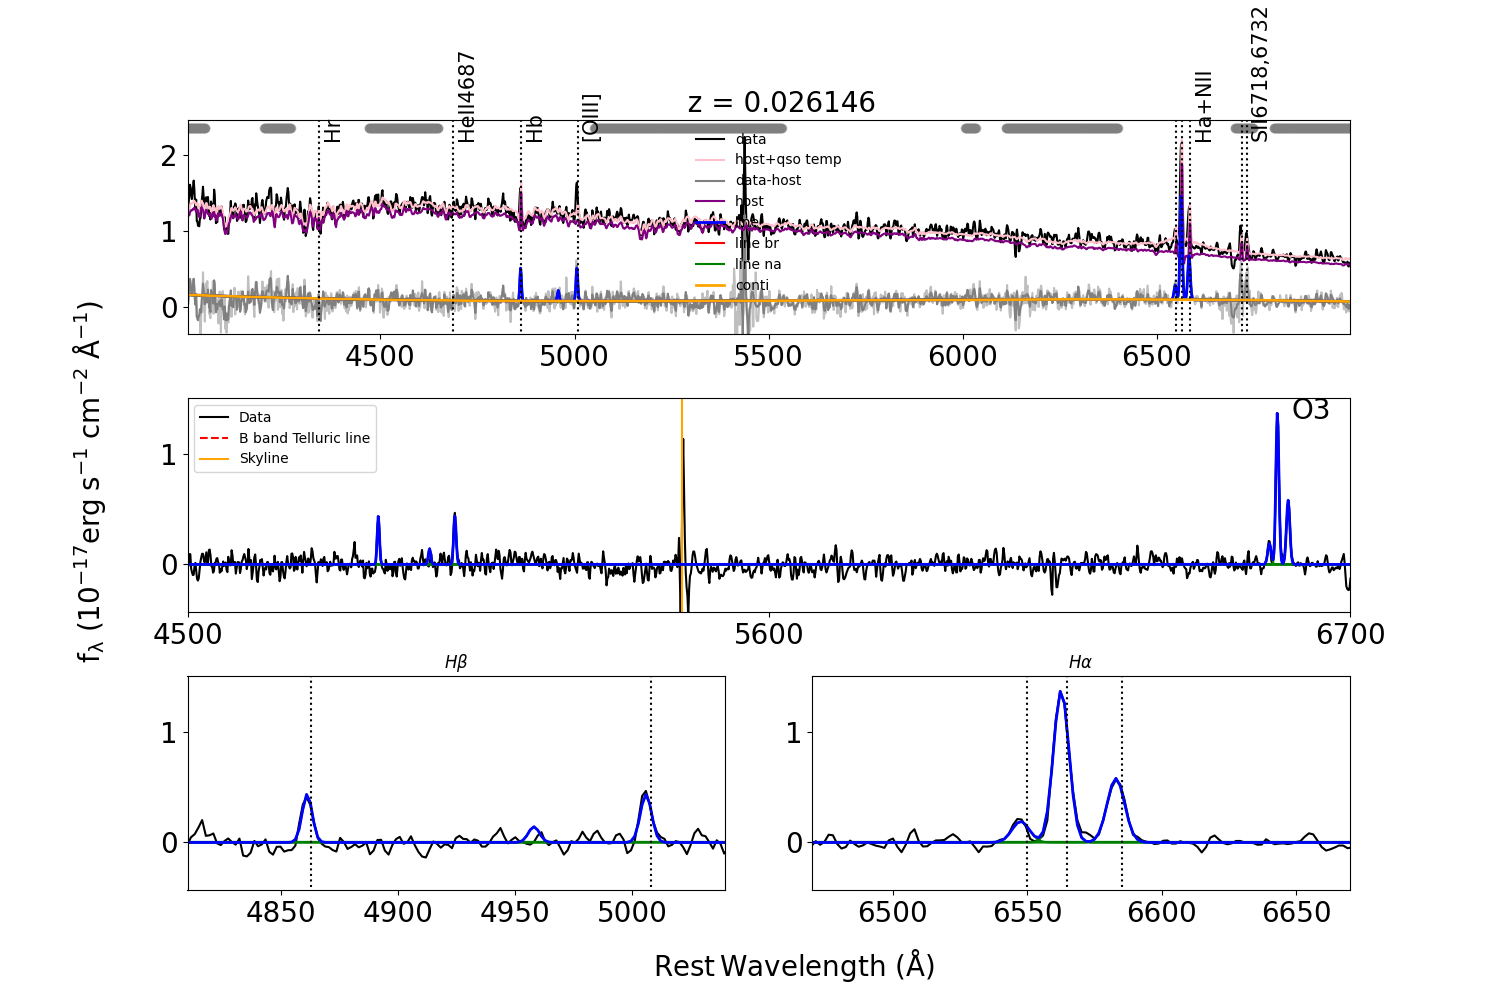 z = 0.026146
Hr
HeII4687
Hb
[OIII]
Ha+NII
SII6718,6732
data
host+qso temp
data-host
host
line br
line na
conti
2
1
0
4500 5000 5500 6000 6500
O3
Data
B band Telluric line
Skyline
1
0
4500 5600 6700
fλ (10⁻¹⁷erg s⁻¹ cm⁻² Å⁻¹)
Hβ
1
0
4850 4900 4950 5000
Hα
1
0
6500 6550 6600 6650
Rest Wavelength (Å)